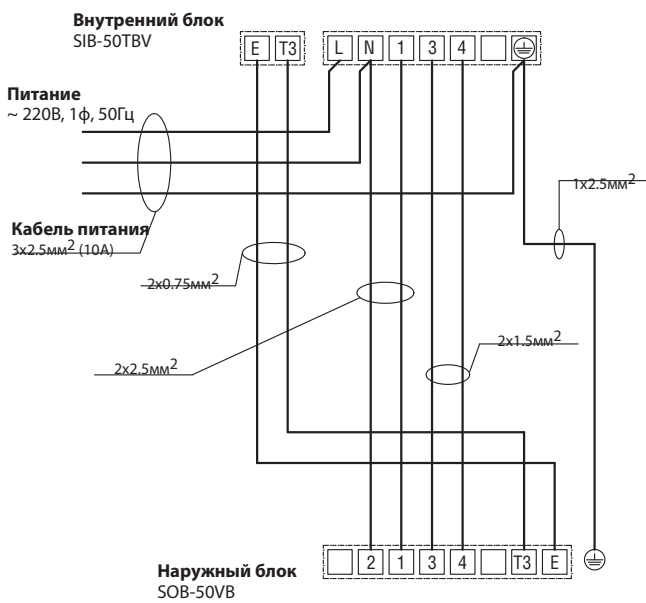 Внутренний блок
SIB-50TBV
E T3 L N 1 3 4
Питание
~ 220В, 1ф, 50Гц
1x2.5мм²
Кабель питания
3x2.5мм² (10А)
2x0.75мм²
2x1.5мм²
2x2.5мм²
2 1 3 4 T3 E
Наружный блок
SOB-50VB